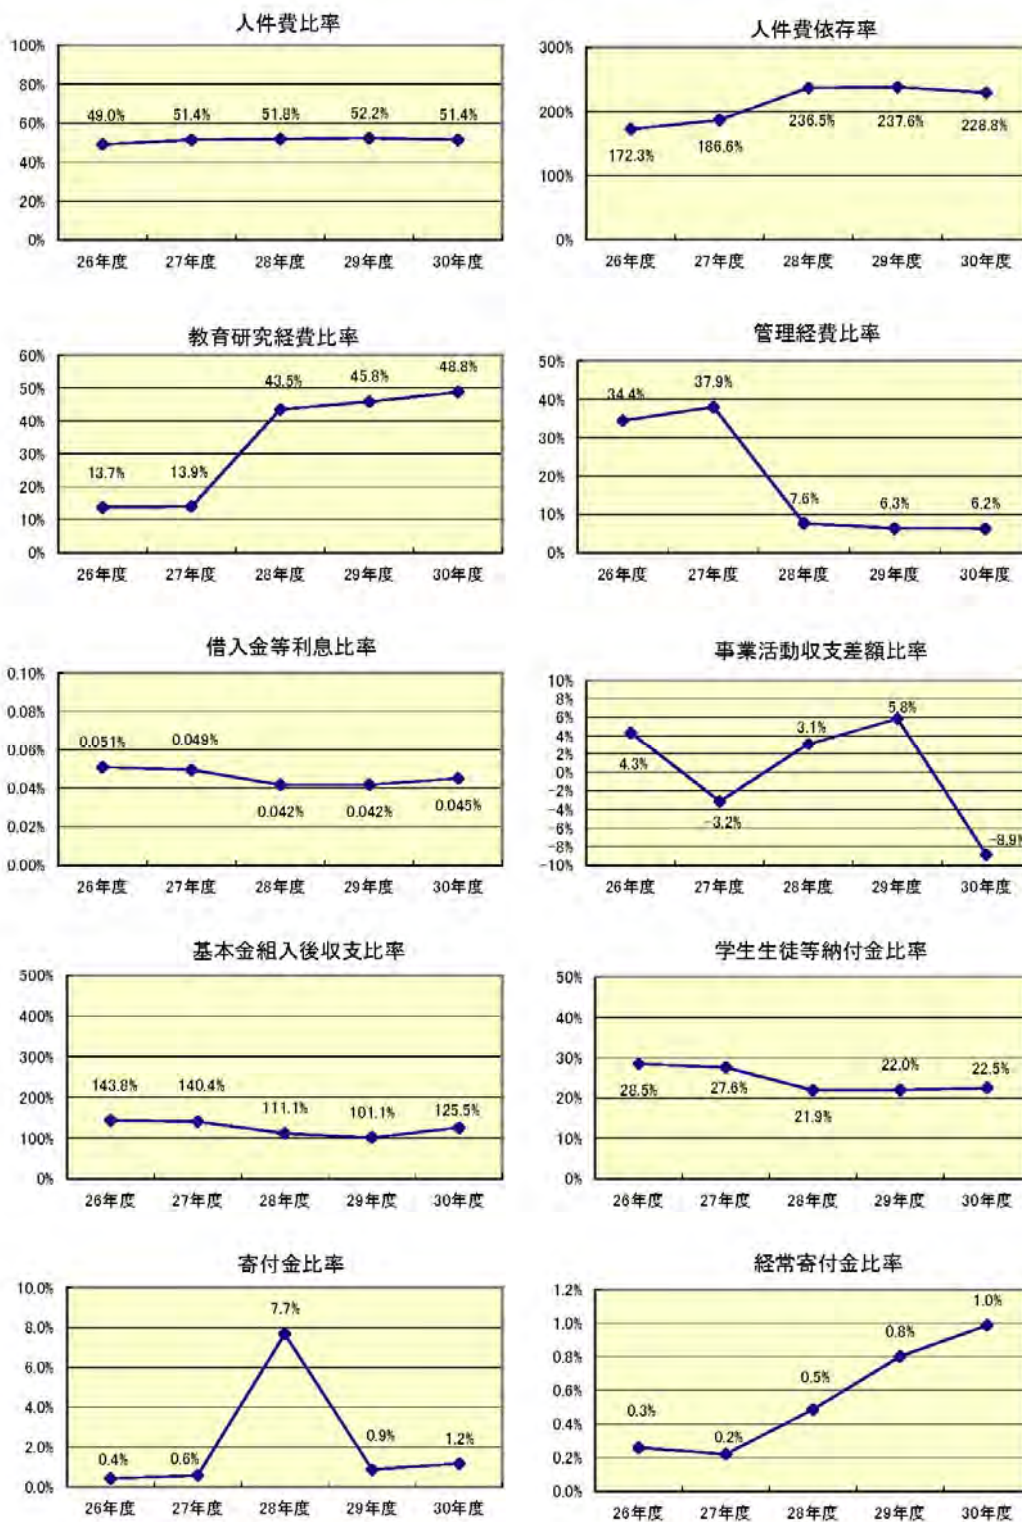 人件費比率
100%
80%
60%
40%
20%
0%
49.0% 51.4% 51.8% 52.2% 51.4%
26年度 27年度 28年度 29年度 30年度
人件費依存率
300%
200%
100%
0%
172.3% 186.6% 236.5% 237.6% 228.8%
26年度 27年度 28年度 29年度 30年度
教育研究経費比率
60%
50%
40%
30%
20%
10%
0%
13.7% 13.9% 43.5% 45.8% 48.8%
26年度 27年度 28年度 29年度 30年度
管理経費比率
50%
40%
30%
20%
10%
0%
34.4% 37.9% 7.6% 6.3% 6.2%
26年度 27年度 28年度 29年度 30年度
借入金等利息比率
0.10%
0.08%
0.06%
0.04%
0.02%
0.00%
0.051% 0.049% 0.042% 0.042% 0.045%
26年度 27年度 28年度 29年度 30年度
事業活動収支差額比率
10%
8%
6%
4%
2%
0%
-2%
-4%
-6%
-8%
-10%
4.3% -3.2% 3.1% 5.8% -8.9%
26年度 27年度 28年度 29年度 30年度
基本金組入後収支比率
500%
400%
300%
200%
100%
0%
143.8% 140.4% 111.1% 101.1% 125.5%
26年度 27年度 28年度 29年度 30年度
学生生徒等納付金比率
50%
40%
30%
20%
10%
0%
28.5% 27.6% 21.9% 22.0% 22.5%
26年度 27年度 28年度 29年度 30年度
寄付金比率
10.0%
8.0%
6.0%
4.0%
2.0%
0.0%
0.4% 0.6% 7.7% 0.9% 1.2%
26年度 27年度 28年度 29年度 30年度
経常寄付金比率
1.2%
1.0%
0.8%
0.6%
0.4%
0.2%
0.0%
0.3% 0.2% 0.5% 0.8% 1.0%
26年度 27年度 28年度 29年度 30年度